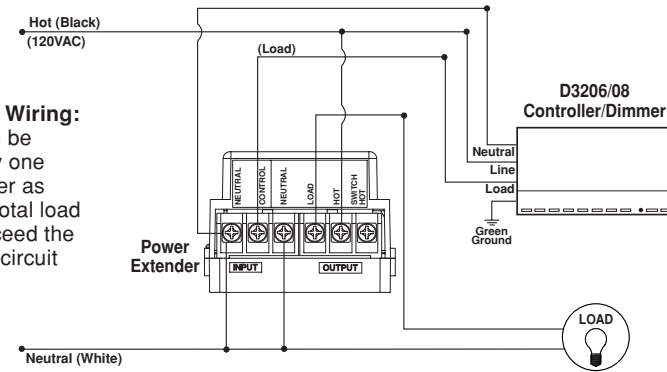 Hot (Black)
(120VAC)
(Load)
D3206/08
Controller/Dimmer
Wiring:
be
one
er as
otal load
ceed the
circuit
Neutral
Line
Load
Green
Ground
NEUTRAL
CONTROL
NEUTRAL
LOAD
HOT
SWITCH
HOT
Power
Extender
INPUT
OUTPUT
LOAD
Neutral (White)